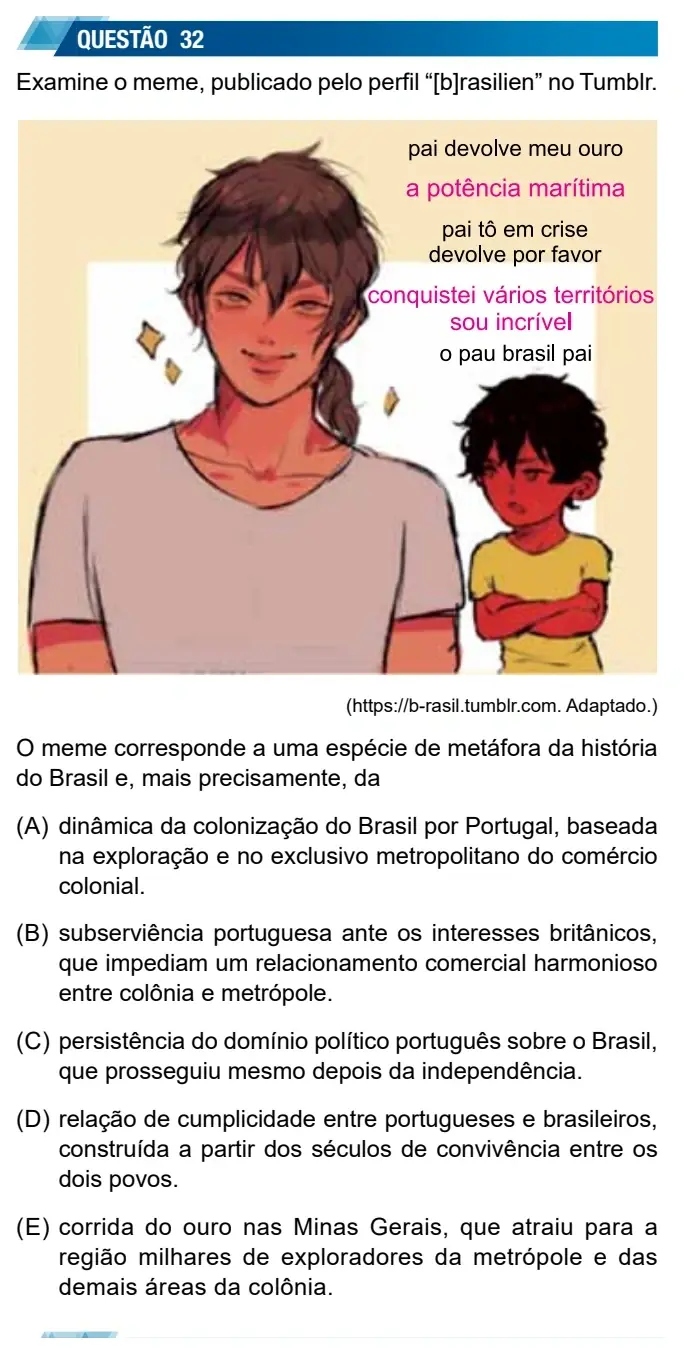 QUESTÃO 32
Examine o meme, publicado pelo perfil “[b]rasilien” no Tumblr.
pai devolve meu ouro
a potência marítima
pai tô em crise
devolve por favor
conquistei vários territórios
sou incrível
o pau brasil pai
(https://b-rasil.tumblr.com. Adaptado.)
O meme corresponde a uma espécie de metáfora da história
do Brasil e, mais precisamente, da
(A) dinâmica da colonização do Brasil por Portugal, baseada
na exploração e no exclusivo metropolitano do comércio
colonial.
(B) subserviência portuguesa ante os interesses britânicos,
que impediam um relacionamento comercial harmonioso
entre colônia e metrópole.
(C) persistência do domínio político português sobre o Brasil,
que prosseguiu mesmo depois da independência.
(D) relação de cumplicidade entre portugueses e brasileiros,
construída a partir dos séculos de convivência entre os
dois povos.
(E) corrida do ouro nas Minas Gerais, que atraiu para a
região milhares de exploradores da metrópole e das
demais áreas da colônia.